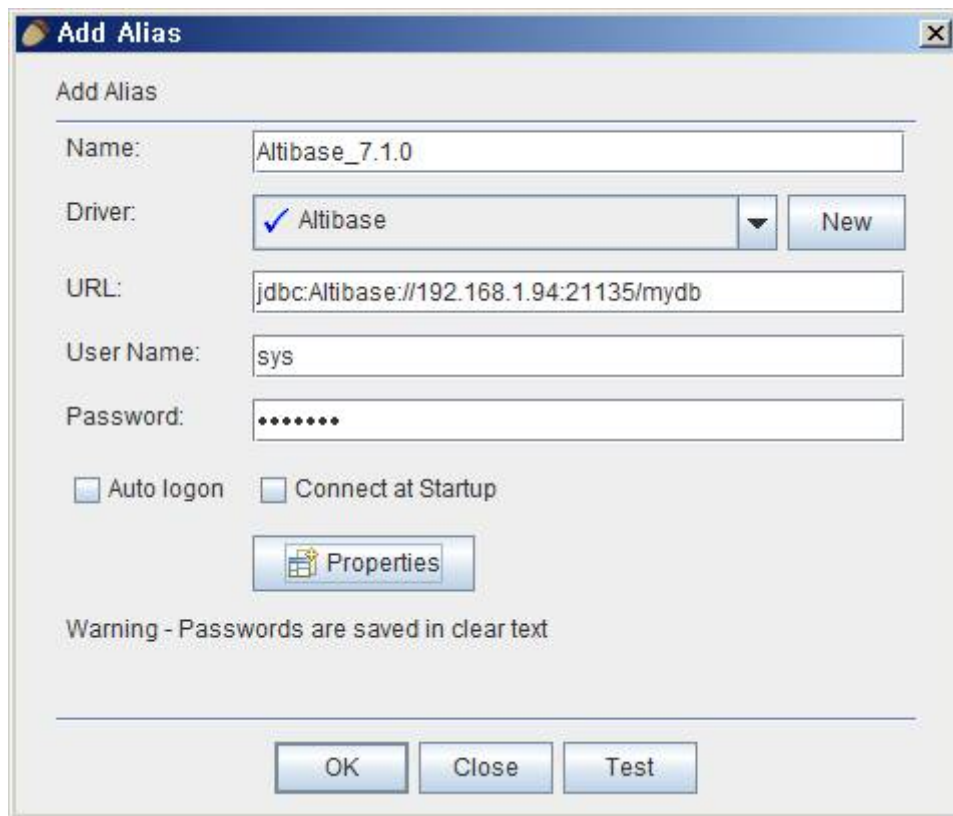 Add Alias
Add Alias
Name: Altibase_7.1.0
Driver: Altibase New
URL: jdbc:Altibase://192.168.1.94:21135/mydb
User Name: sys
Password: •••••••
Auto logon Connect at Startup
Properties
Warning - Passwords are saved in clear text
OK Close Test